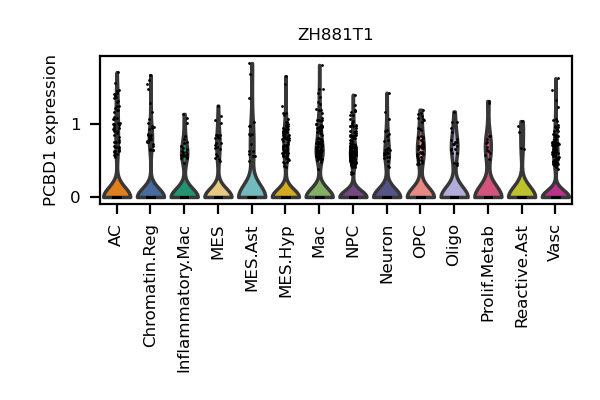 ZH881T1
PCBD1 expression
1
0
AC
Chromatin.Reg
Inflammatory.Mac
MES
MES.Ast
MES.Hyp
Mac
NPC
Neuron
OPC
Oligo
Prolif.Metab
Reactive.Ast
Vasc